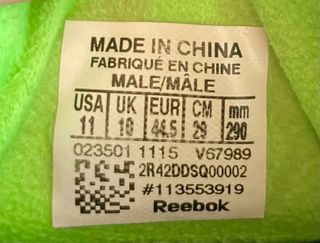 MADE IN CHINA
FABRIQUÉ EN CHINE
MALE/MÂLE
USA UK EUR CM mm
11 10 44.5 29 290
023501 1115 V67989
2R42DDSQ00002
#113553919
Reebok